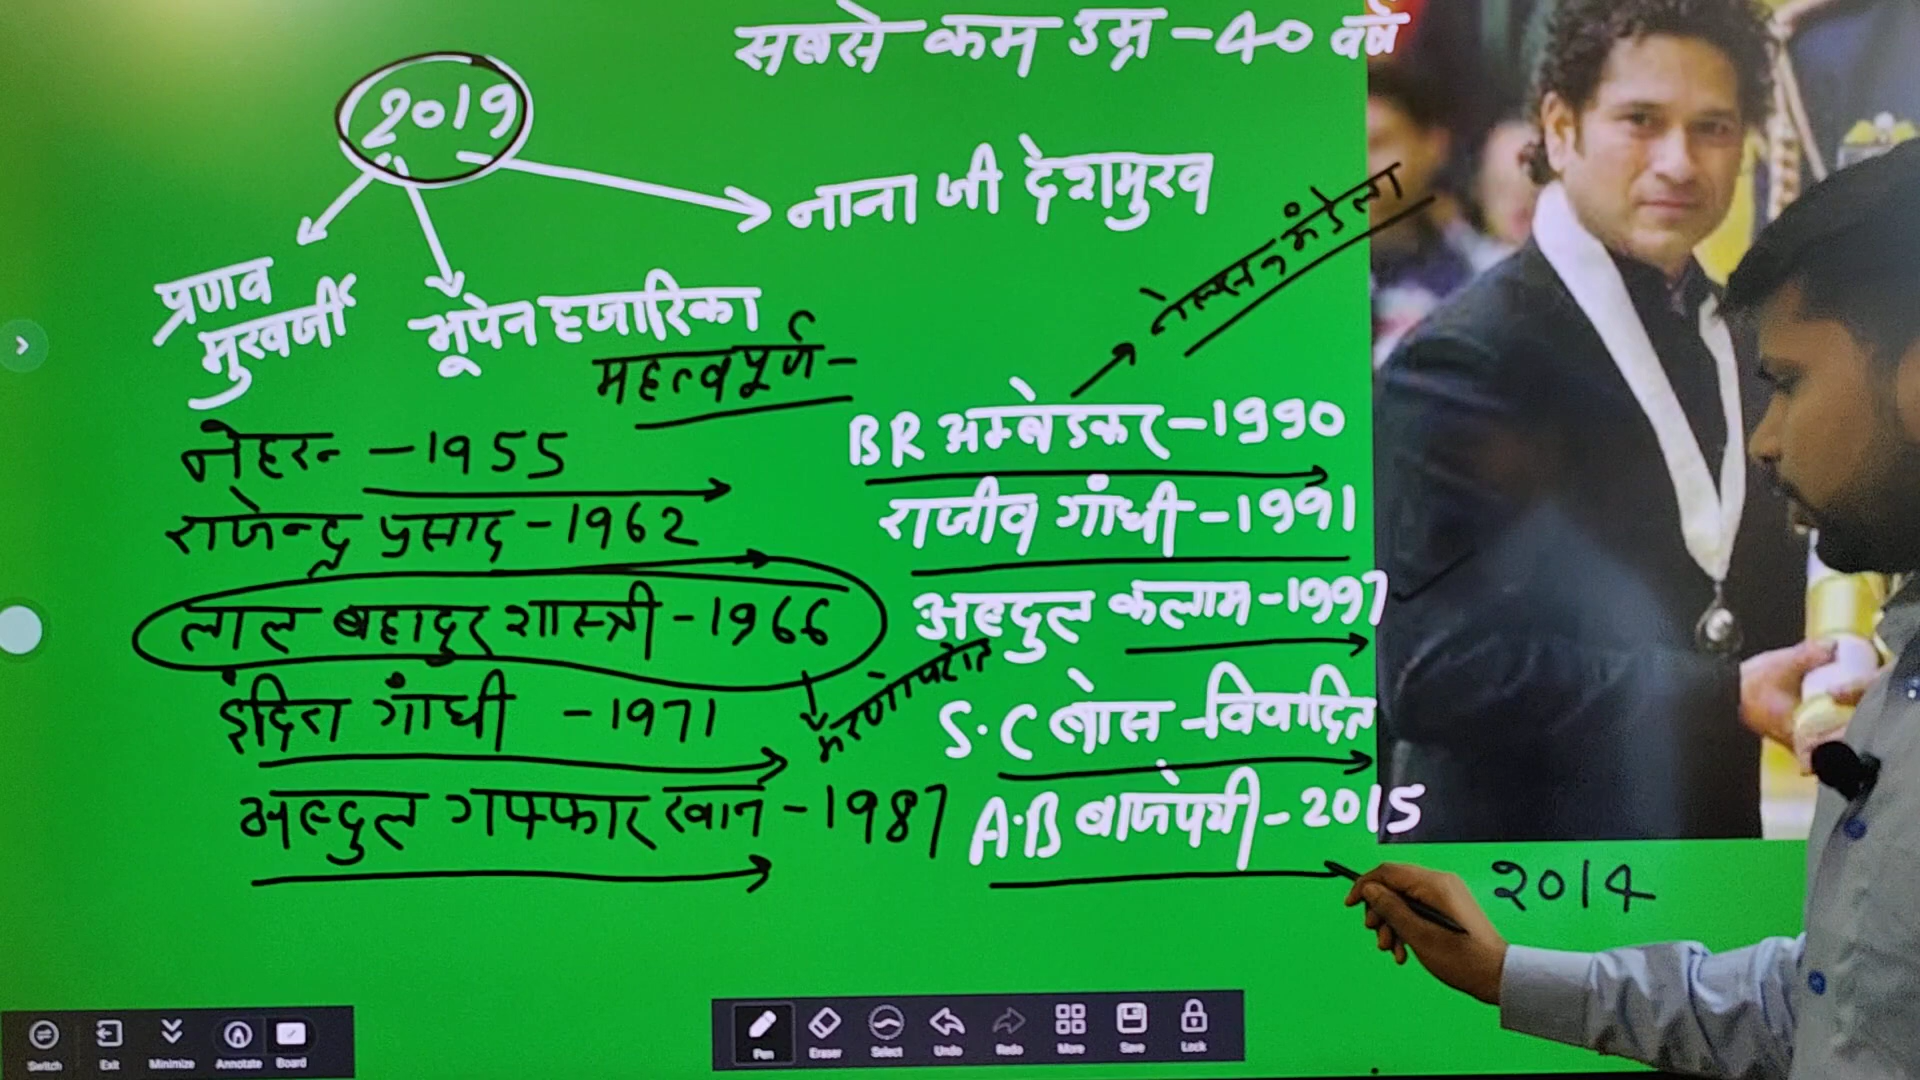 सबसे कम उम्र - 40 वर्ष
2019
नाना जी देशमुख
प्रणव
मुखर्जी
भूपेन हजारिका
नेल्सन मंडेला
महत्वपूर्ण -
नेहरू - 1955
राजेन्द्र प्रसाद - 1962
लाल बहादुर शास्त्री - 1966
मरणोपरांत
इंदिरा गाँधी - 1971
अब्दुल गफ्फार खान - 1987
BR अम्बेडकर - 1990
राजीव गाँधी - 1991
अब्दुल कलाम - 1997
S.C बोस - विवादित
A.B बाजपेयी - 2015
2014
Switch Exit Minimize Annotate Board
Pen Eraser Select Undo Redo More Save Lock